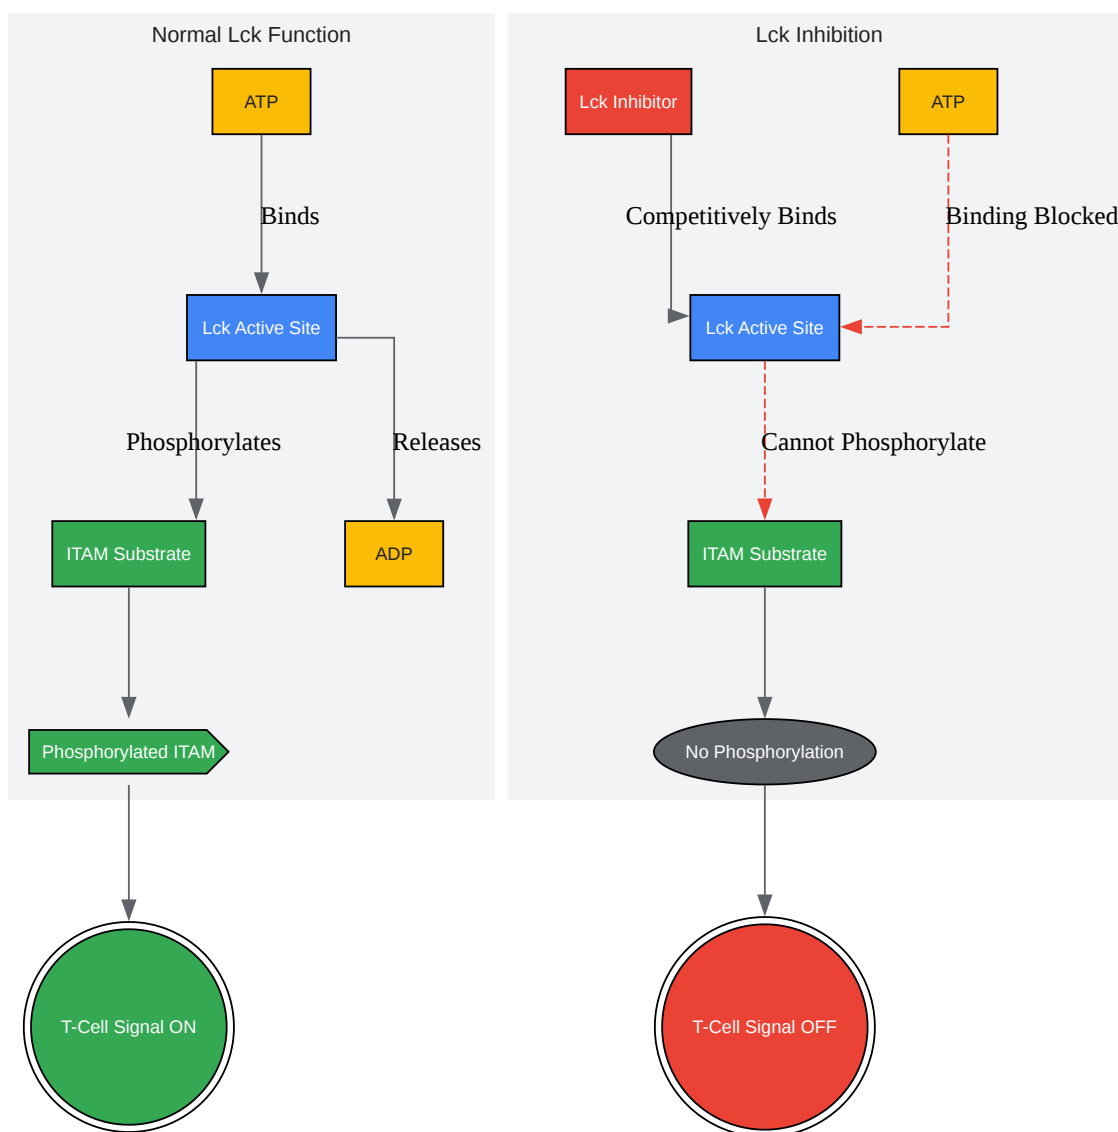 Normal Lck Function
ATP
Binds
Lck Active Site
Phosphorylates
Releases
ITAM Substrate
ADP
Phosphorylated ITAM
T-Cell Signal ON
Lck Inhibition
Lck Inhibitor
ATP
Competitively Binds
Binding Blocked
Lck Active Site
Cannot Phosphorylate
ITAM Substrate
No Phosphorylation
T-Cell Signal OFF